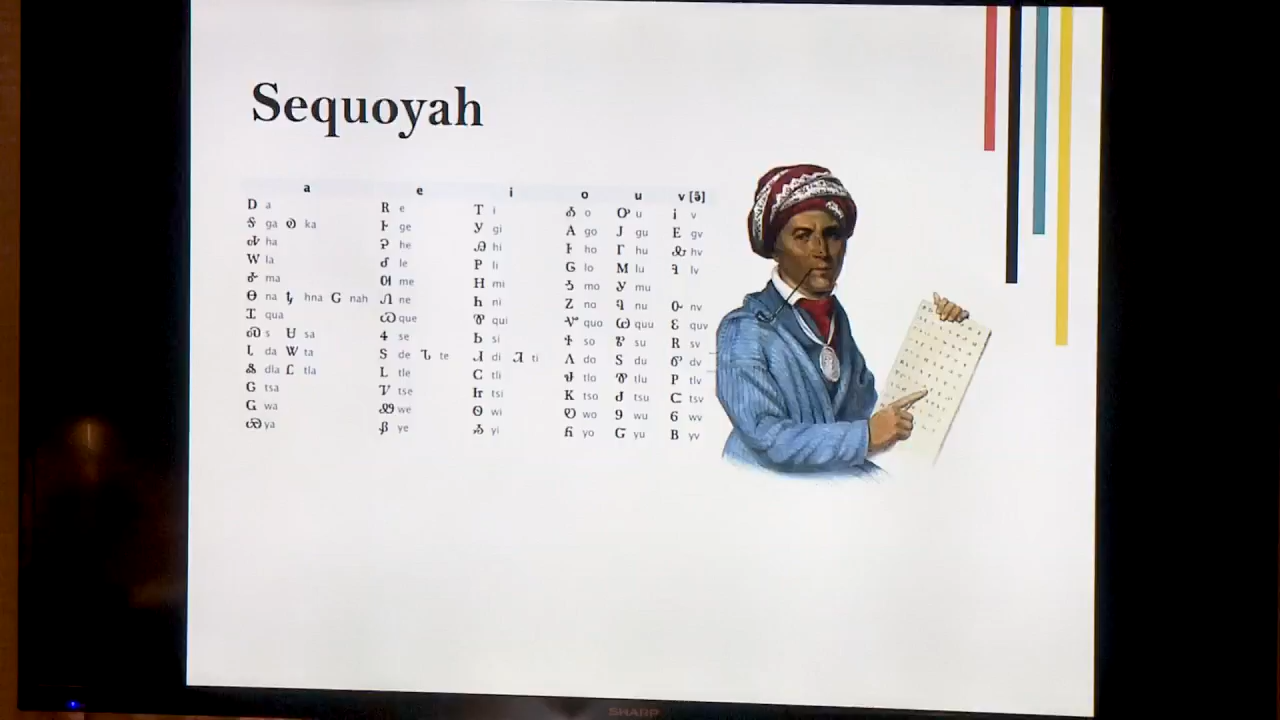 Sequoyah
a e i o u v [ə̃]
Ꭰ a Ꭱ e Ꭲ i Ꭳ o Ꭴ u Ꭵ v
Ꭶ ga Ꭷ ka Ꭸ ge Ꭹ gi Ꭺ go Ꭻ gu Ꭼ gv
Ꭽ ha Ꭾ he Ꭿ hi Ꮀ ho Ꮁ hu Ꮂ hv
Ꮃ la Ꮄ le Ꮅ li Ꮆ lo Ꮇ lu Ꮈ lv
Ꮉ ma Ꮊ me Ꮋ mi Ꮌ mo Ꮍ mu
Ꮎ na Ꮏ hna Ꮐ nah Ꮑ ne Ꮒ ni Ꮓ no Ꮔ nu Ꮕ nv
Ꮖ qua Ꮗ que Ꮘ qui Ꮙ quo Ꮚ quu Ꮛ quv
Ꮝ s Ꮜ sa Ꮞ se Ꮟ si Ꮠ so Ꮡ su Ꮢ sv
Ꮣ da Ꮤ ta Ꮥ de Ꮦ te Ꮧ di Ꮨ ti Ꮩ do Ꮪ du Ꮫ dv
Ꮬ dla Ꮭ tla Ꮮ tle Ꮯ tli Ꮰ tlo Ꮱ tlu Ꮲ tlv
Ꮳ tsa Ꮴ tse Ꮵ tsi Ꮶ tso Ꮷ tsu Ꮸ tsv
Ꮹ wa Ꮺ we Ꮻ wi Ꮼ wo Ꮽ wu Ꮾ wv
Ꮿ ya Ᏸ ye Ᏹ yi Ᏺ yo Ᏻ yu Ᏼ yv
SHARP